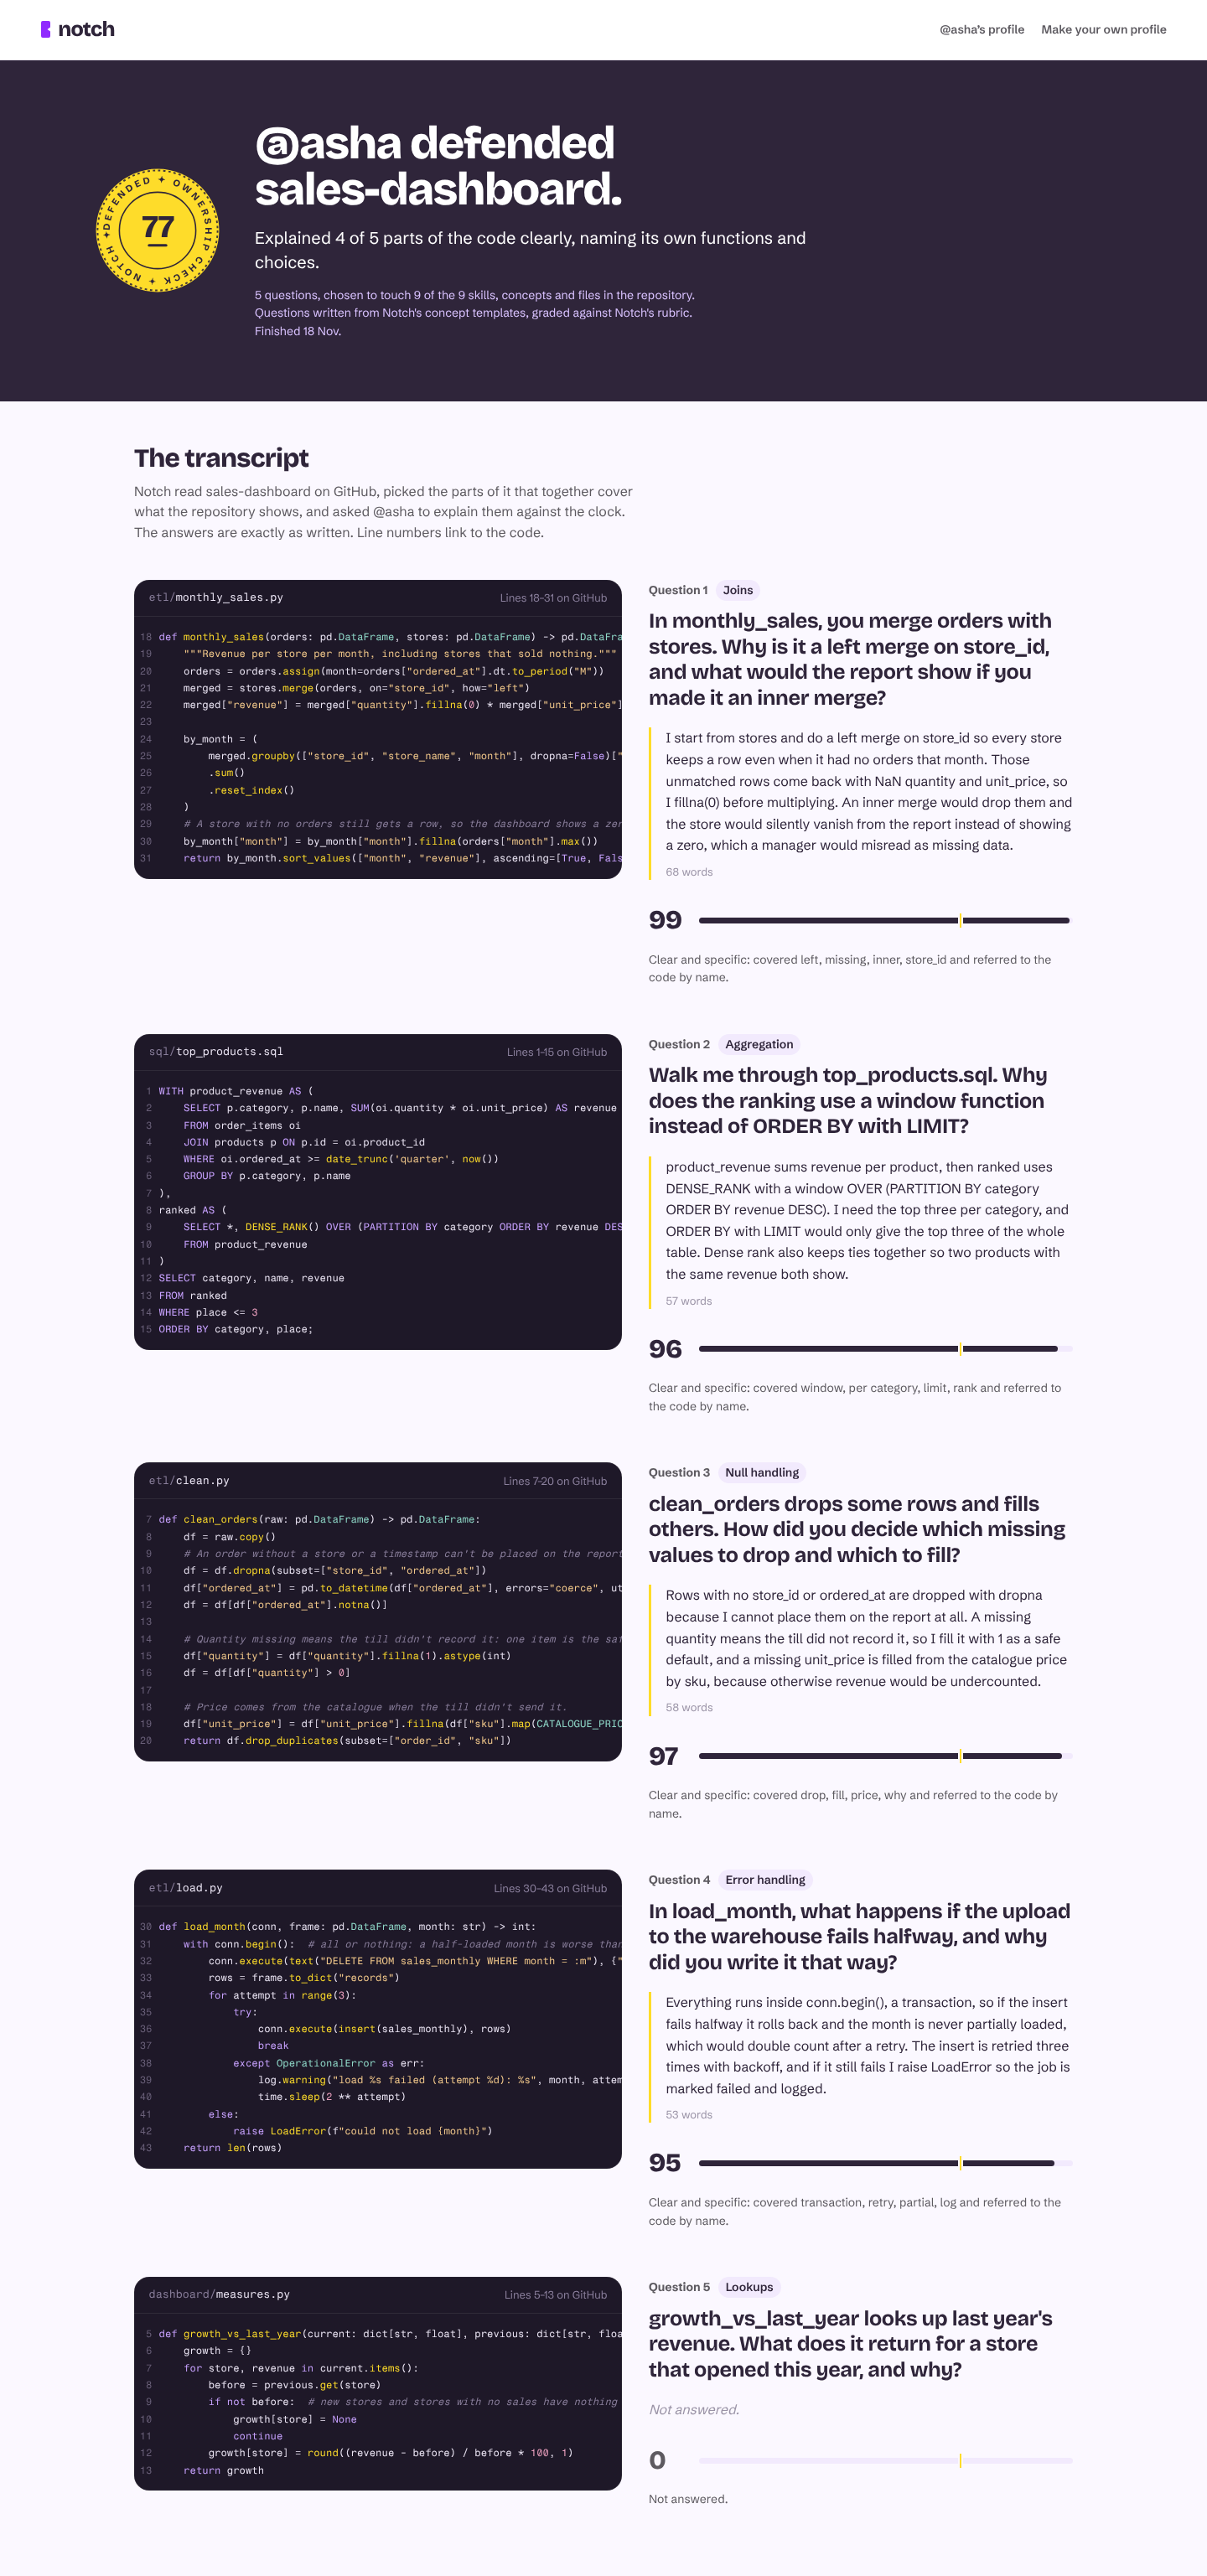 notch
@asha's profile
Make your own profile
DEFENDED ✦ OWNERSHIP CHECK ✦ NOTCH ✦
77
@asha defended
sales-dashboard.
Explained 4 of 5 parts of the code clearly, naming its own functions and
choices.
5 questions, chosen to touch 9 of the 9 skills, concepts and files in the repository.
Questions written from Notch's concept templates, graded against Notch's rubric.
Finished 18 Nov.
The transcript
Notch read sales-dashboard on GitHub, picked the parts of it that together cover
what the repository shows, and asked @asha to explain them against the clock.
The answers are exactly as written. Line numbers link to the code.
etl/monthly_sales.py
Lines 18-31 on GitHub
18 def monthly_sales(orders: pd.DataFrame, stores: pd.DataFrame) -> pd.DataFra
19 """Revenue per store per month, including stores that sold nothing."""
20 orders = orders.assign(month=orders["ordered_at"].dt.to_period("M"))
21 merged = stores.merge(orders, on="store_id", how="left")
22 merged["revenue"] = merged["quantity"].fillna(0) * merged["unit_price"]
23
24 by_month = (
25 merged.groupby(["store_id", "store_name", "month"], dropna=False)["
26 .sum()
27 .reset_index()
28 )
29 # A store with no orders still gets a row, so the dashboard shows a zer
30 by_month["month"] = by_month["month"].fillna(orders["month"].max())
31 return by_month.sort_values(["month", "revenue"], ascending=[True, Fals
Question 1 Joins
In monthly_sales, you merge orders with
stores. Why is it a left merge on store_id,
and what would the report show if you
made it an inner merge?
I start from stores and do a left merge on store_id so every store
keeps a row even when it had no orders that month. Those
unmatched rows come back with NaN quantity and unit_price, so
I fillna(0) before multiplying. An inner merge would drop them and
the store would silently vanish from the report instead of showing
a zero, which a manager would misread as missing data.
68 words
99
Clear and specific: covered left, missing, inner, store_id and referred to the
code by name.
sql/top_products.sql
Lines 1-15 on GitHub
1 WITH product_revenue AS (
2 SELECT p.category, p.name, SUM(oi.quantity * oi.unit_price) AS revenue
3 FROM order_items oi
4 JOIN products p ON p.id = oi.product_id
5 WHERE oi.ordered_at >= date_trunc('quarter', now())
6 GROUP BY p.category, p.name
7 ),
8 ranked AS (
9 SELECT *, DENSE_RANK() OVER (PARTITION BY category ORDER BY revenue DES
10 FROM product_revenue
11 )
12 SELECT category, name, revenue
13 FROM ranked
14 WHERE place <= 3
15 ORDER BY category, place;
Question 2 Aggregation
Walk me through top_products.sql. Why
does the ranking use a window function
instead of ORDER BY with LIMIT?
product_revenue sums revenue per product, then ranked uses
DENSE_RANK with a window OVER (PARTITION BY category
ORDER BY revenue DESC). I need the top three per category, and
ORDER BY with LIMIT would only give the top three of the whole
table. Dense rank also keeps ties together so two products with
the same revenue both show.
57 words
96
Clear and specific: covered window, per category, limit, rank and referred to
the code by name.
etl/clean.py
Lines 7-20 on GitHub
7 def clean_orders(raw: pd.DataFrame) -> pd.DataFrame:
8 df = raw.copy()
9 # An order without a store or a timestamp can't be placed on the report
10 df = df.dropna(subset=["store_id", "ordered_at"])
11 df["ordered_at"] = pd.to_datetime(df["ordered_at"], errors="coerce", ut
12 df = df[df["ordered_at"].notna()]
13
14 # Quantity missing means the till didn't record it: one item is the saf
15 df["quantity"] = df["quantity"].fillna(1).astype(int)
16 df = df[df["quantity"] > 0]
17
18 # Price comes from the catalogue when the till didn't send it.
19 df["unit_price"] = df["unit_price"].fillna(df["sku"].map(CATALOGUE_PRIC
20 return df.drop_duplicates(subset=["order_id", "sku"])
Question 3 Null handling
clean_orders drops some rows and fills
others. How did you decide which missing
values to drop and which to fill?
Rows with no store_id or ordered_at are dropped with dropna
because I cannot place them on the report at all. A missing
quantity means the till did not record it, so I fill it with 1 as a safe
default, and a missing unit_price is filled from the catalogue price
by sku, because otherwise revenue would be undercounted.
58 words
97
Clear and specific: covered drop, fill, price, why and referred to the code by
name.
etl/load.py
Lines 30-43 on GitHub
30 def load_month(conn, frame: pd.DataFrame, month: str) -> int:
31 with conn.begin(): # all or nothing: a half-loaded month is worse than
32 conn.execute(text("DELETE FROM sales_monthly WHERE month = :m"), {"
33 rows = frame.to_dict("records")
34 for attempt in range(3):
35 try:
36 conn.execute(insert(sales_monthly), rows)
37 break
38 except OperationalError as err:
39 log.warning("load %s failed (attempt %d): %s", month, attem
40 time.sleep(2 ** attempt)
41 else:
42 raise LoadError(f"could not load {month}")
43 return len(rows)
Question 4 Error handling
In load_month, what happens if the upload
to the warehouse fails halfway, and why
did you write it that way?
Everything runs inside conn.begin(), a transaction, so if the insert
fails halfway it rolls back and the month is never partially loaded,
which would double count after a retry. The insert is retried three
times with backoff, and if it still fails I raise LoadError so the job is
marked failed and logged.
53 words
95
Clear and specific: covered transaction, retry, partial, log and referred to the
code by name.
dashboard/measures.py
Lines 5-13 on GitHub
5 def growth_vs_last_year(current: dict[str, float], previous: dict[str, floa
6 growth = {}
7 for store, revenue in current.items():
8 before = previous.get(store)
9 if not before: # new stores and stores with no sales have nothing
10 growth[store] = None
11 continue
12 growth[store] = round((revenue - before) / before * 100, 1)
13 return growth
Question 5 Lookups
growth_vs_last_year looks up last year's
revenue. What does it return for a store
that opened this year, and why?
Not answered.
0
Not answered.